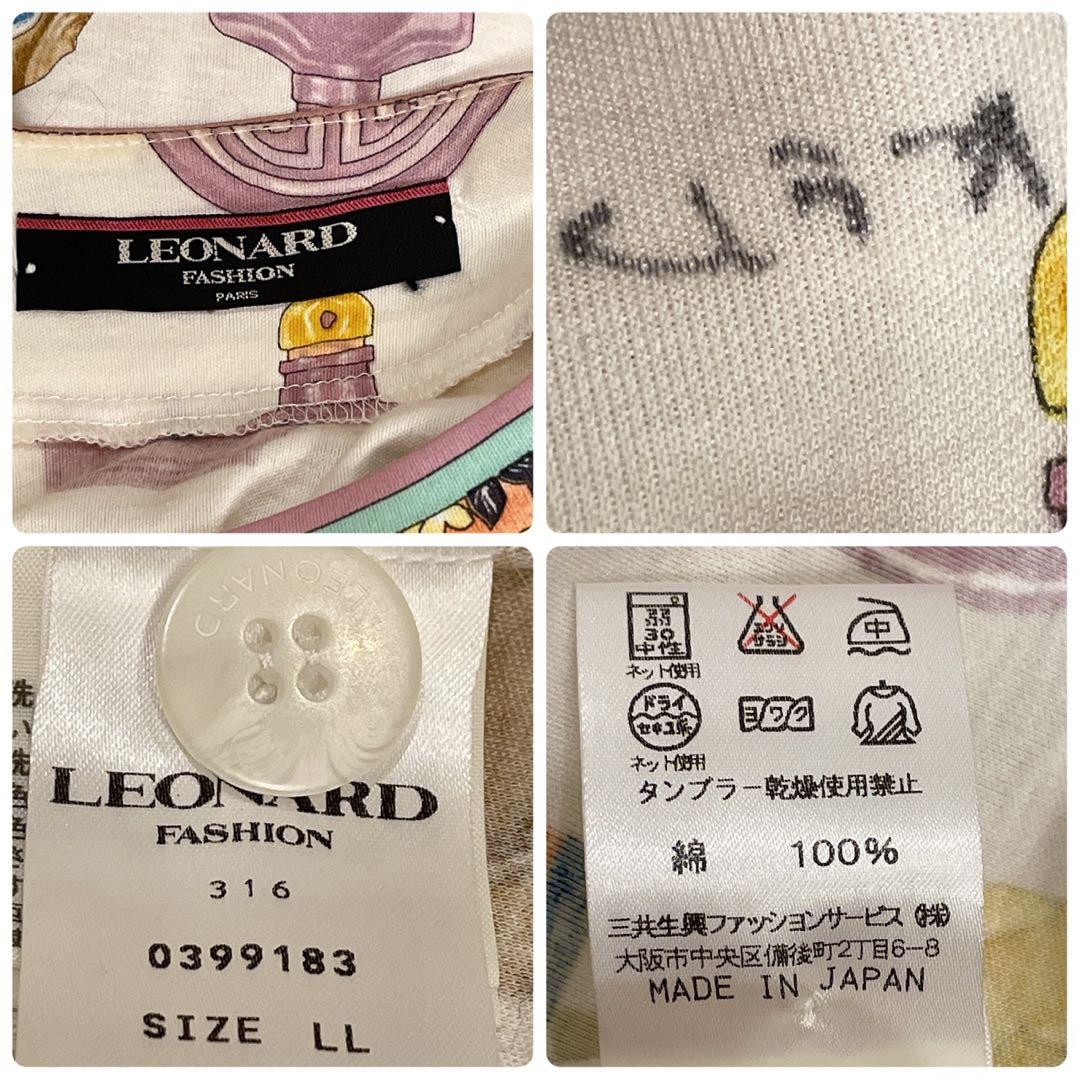 LEONARD
FASHION
PARIS
LEONARD
LEONARD
FASHION
316
0399183
SIZE LL
弱
30
中性
ネット使用
エンソ
サラシ
中
ドライ
セキユ系
ネット使用
ヨワク
タンブラー乾燥使用禁止
綿 100%
三共生興ファッションサービス(株)
大阪市中央区備後町2丁目6-8
MADE IN JAPAN